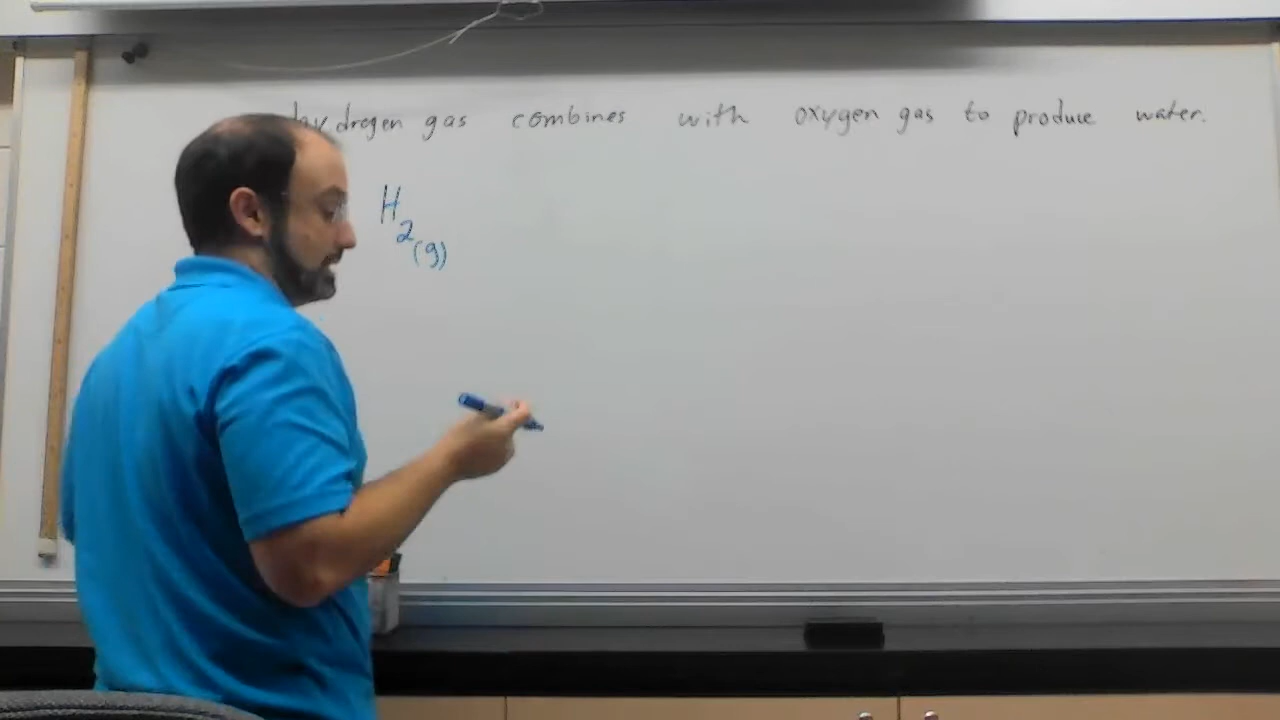 hydrogen gas combines with oxygen gas to produce water.
H2(g)